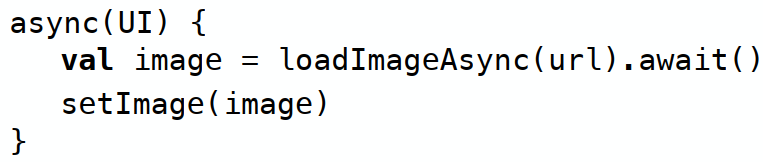 async(UI) {
    val image = loadImageAsync(url).await()
    setImage(image)
}